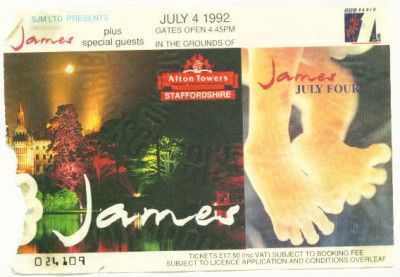 SJM LTD. PRESENTS
James
plus
special guests
JULY 4 1992
GATES OPEN 4:45PM
IN THE GROUNDS OF
Alton Towers
STAFFORDSHIRE
James
JULY FOUR
James
024109
TICKETS £17.50 (inc VAT) SUBJECT TO BOOKING FEE
SUBJECT TO LICENCE APPLICATION AND CONDITIONS OVERLEAF